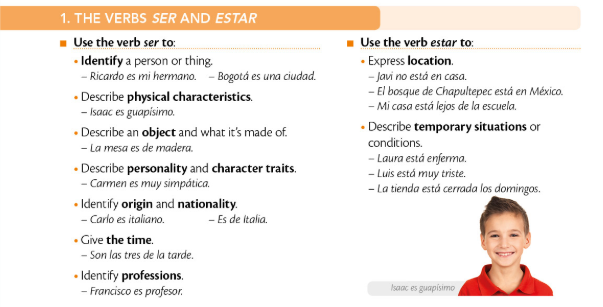 1. THE VERBS SER AND ESTAR
Use the verb ser to:
• Identify a person or thing.
– Ricardo es mi hermano. – Bogotá es una ciudad.
• Describe physical characteristics.
– Isaac es guapísimo.
• Describe an object and what it's made of.
– La mesa es de madera.
• Describe personality and character traits.
– Carmen es muy simpática.
• Identify origin and nationality.
– Carlo es italiano. – Es de Italia.
• Give the time.
– Son las tres de la tarde.
• Identify professions.
– Francisco es profesor.
Use the verb estar to:
• Express location.
– Javi no está en casa.
– El bosque de Chapultepec está en México.
– Mi casa está lejos de la escuela.
• Describe temporary situations or
conditions.
– Laura está enferma.
– Luis está muy triste.
– La tienda está cerrada los domingos.
Isaac es guapísimo